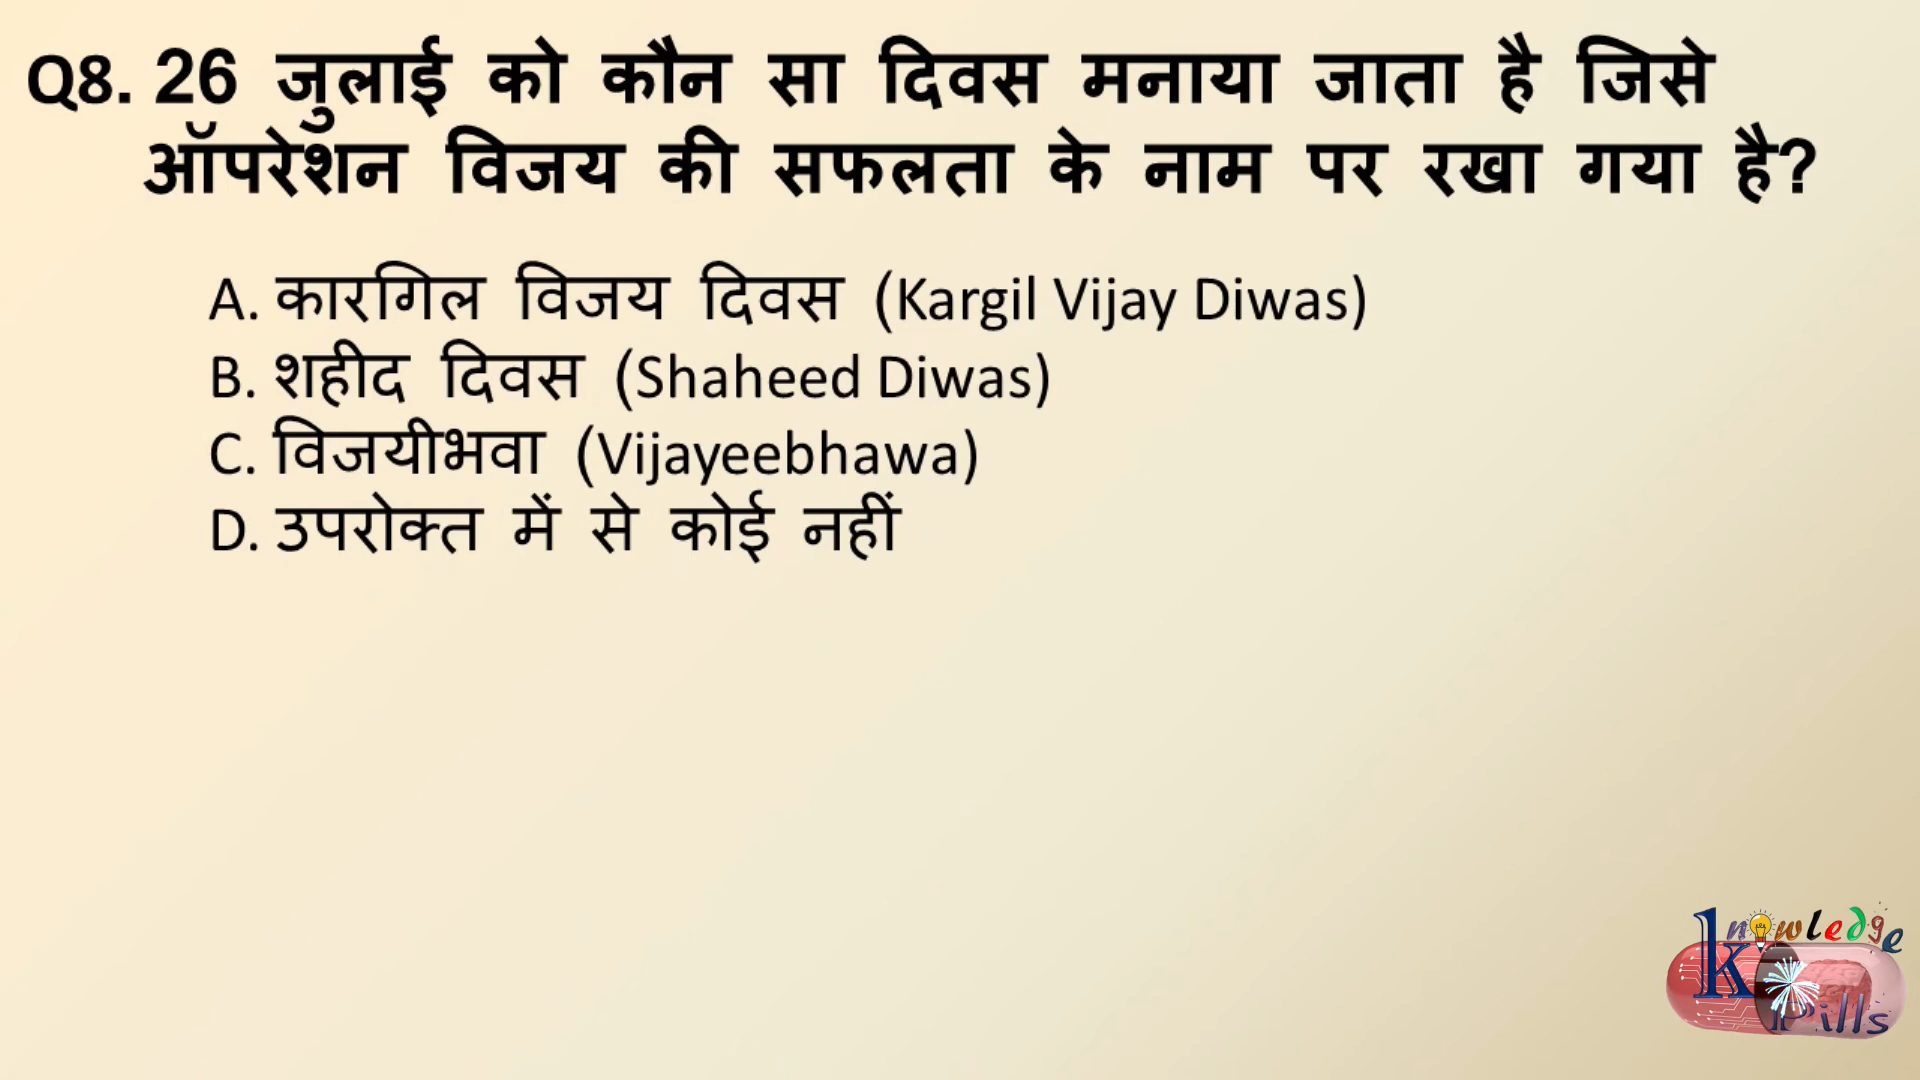 Q8. 26 जुलाई को कौन सा दिवस मनाया जाता है जिसे
ऑपरेशन विजय की सफलता के नाम पर रखा गया है?
A. कारगिल विजय दिवस (Kargil Vijay Diwas)
B. शहीद दिवस (Shaheed Diwas)
C. विजयीभवा (Vijayeebhawa)
D. उपरोक्त में से कोई नहीं
knowledge
k Pills